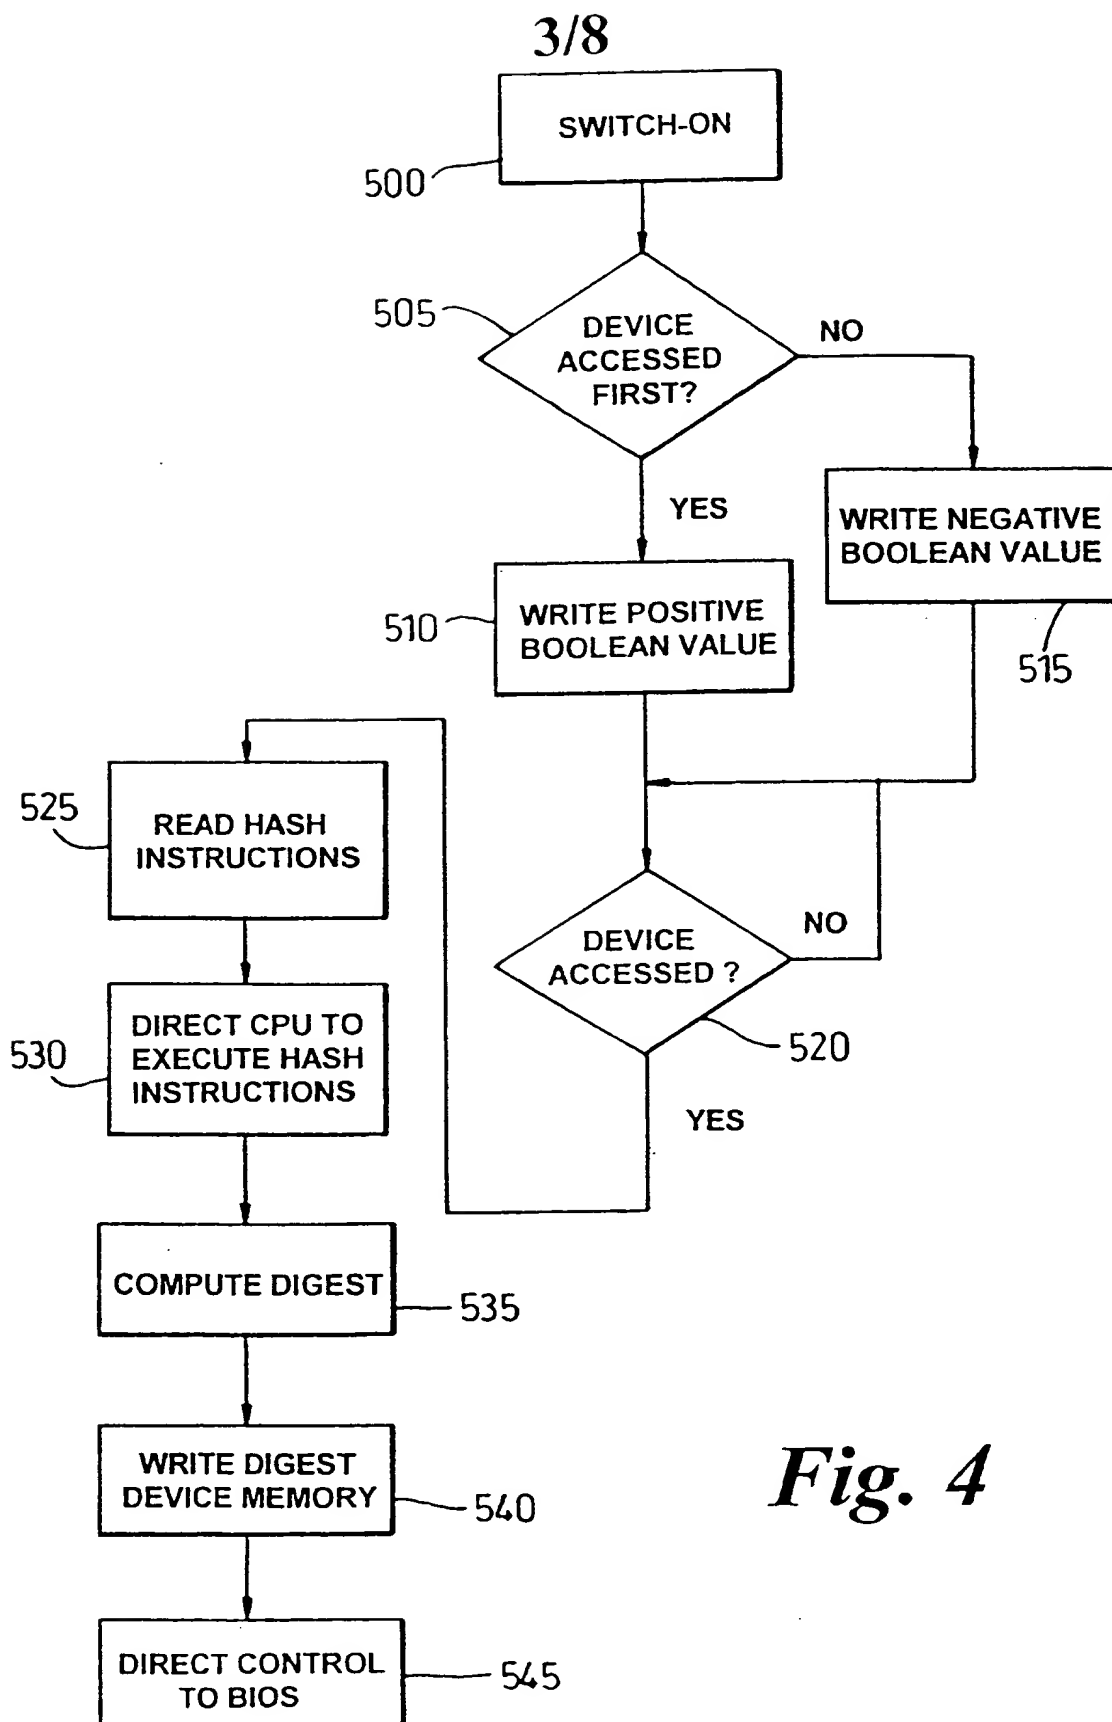 3/8
SWITCH-ON
500
505
DEVICE
ACCESSED
FIRST?
NO
YES
WRITE NEGATIVE
BOOLEAN VALUE
515
510
WRITE POSITIVE
BOOLEAN VALUE
525
READ HASH
INSTRUCTIONS
DEVICE
ACCESSED ?
NO
520
YES
530
DIRECT CPU TO
EXECUTE HASH
INSTRUCTIONS
COMPUTE DIGEST
535
WRITE DIGEST
DEVICE MEMORY
540
DIRECT CONTROL
TO BIOS
545
Fig. 4